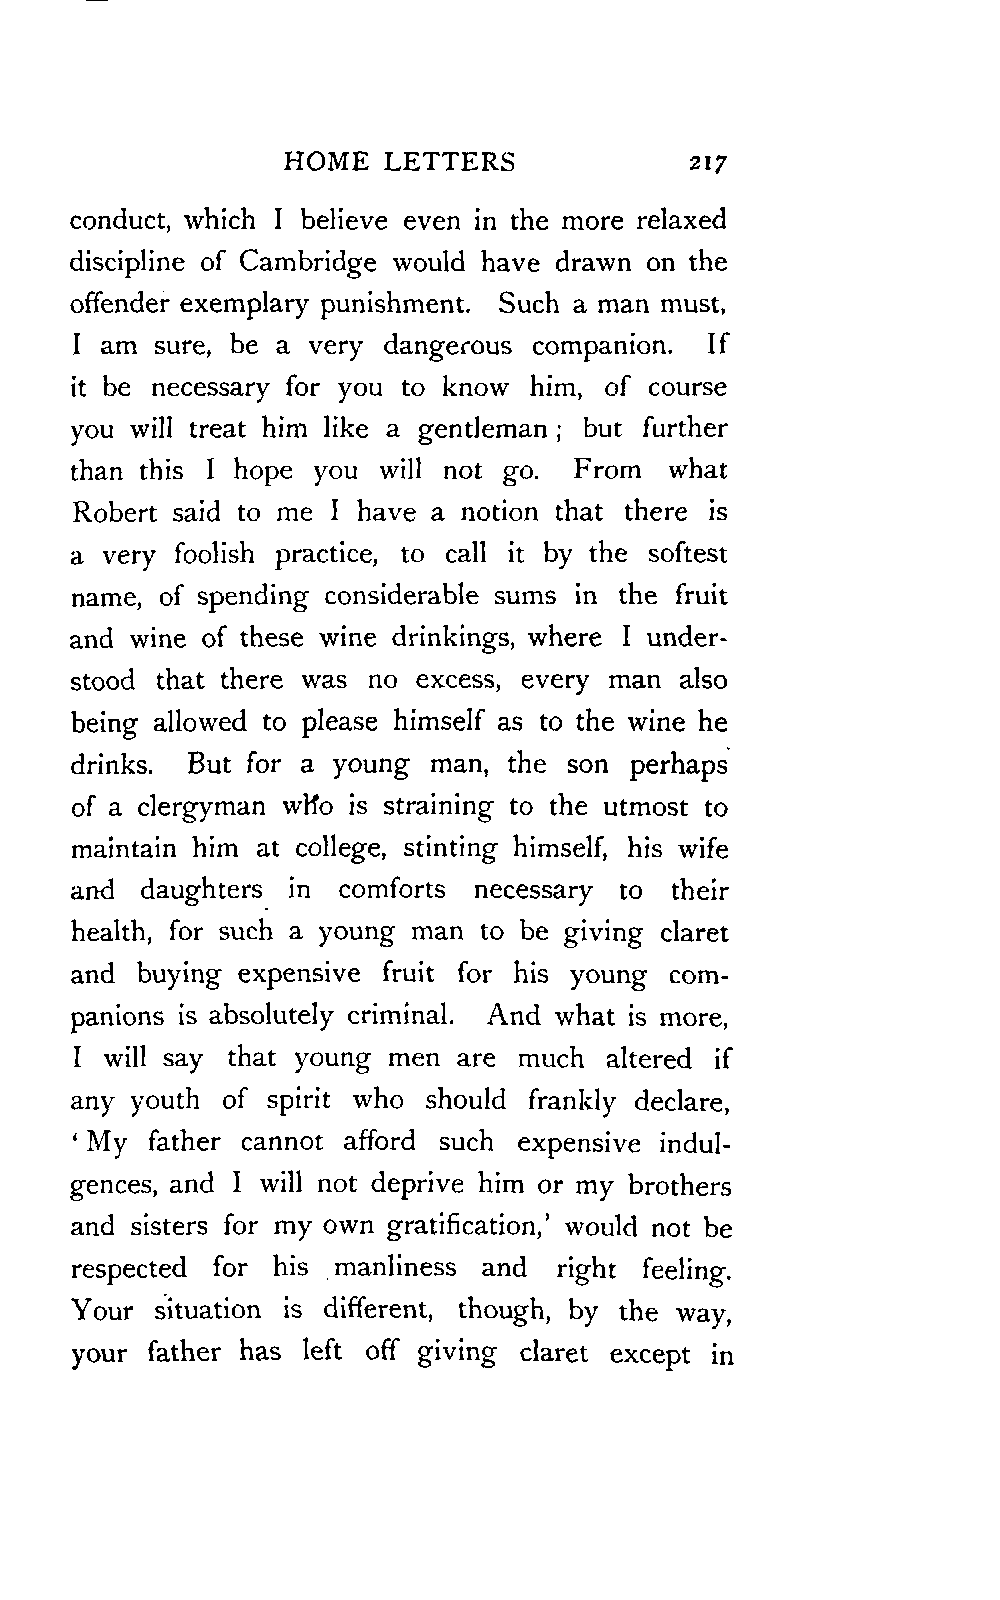 HOME LETTERS 217
conduct, which I believe even in the more relaxed
discipline of Cambridge would have drawn on the
offender exemplary punishment. Such a man must,
I am sure, be a very dangerous companion. If
it be necessary for you to know him, of course
you will treat him like a gentleman ; but further
than this I hope you will not go. From what
Robert said to me I have a notion that there is
a very foolish practice, to call it by the softest
name, of spending considerable sums in the fruit
and wine of these wine drinkings, where I under-
stood that there was no excess, every man also
being allowed to please himself as to the wine he
drinks. But for a young man, the son perhaps
of a clergyman who is straining to the utmost to
maintain him at college, stinting himself, his wife
and daughters in comforts necessary to their
health, for such a young man to be giving claret
and buying expensive fruit for his young com-
panions is absolutely criminal. And what is more,
I will say that young men are much altered if
any youth of spirit who should frankly declare,
‘ My father cannot afford such expensive indul-
gences, and I will not deprive him or my brothers
and sisters for my own gratification,’ would not be
respected for his manliness and right feeling.
Your situation is different, though, by the way,
your father has left off giving claret except in